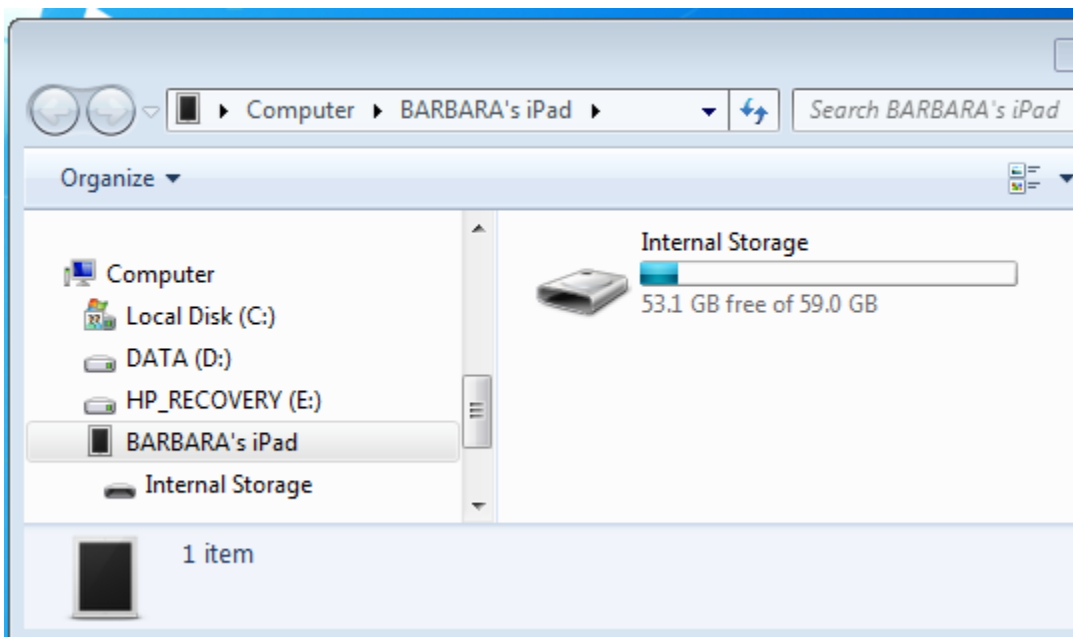 Computer BARBARA's iPad
Search BARBARA's iPad
Organize
Computer
Local Disk (C:)
DATA (D:)
HP_RECOVERY (E:)
BARBARA's iPad
Internal Storage
Internal Storage
53.1 GB free of 59.0 GB
1 item